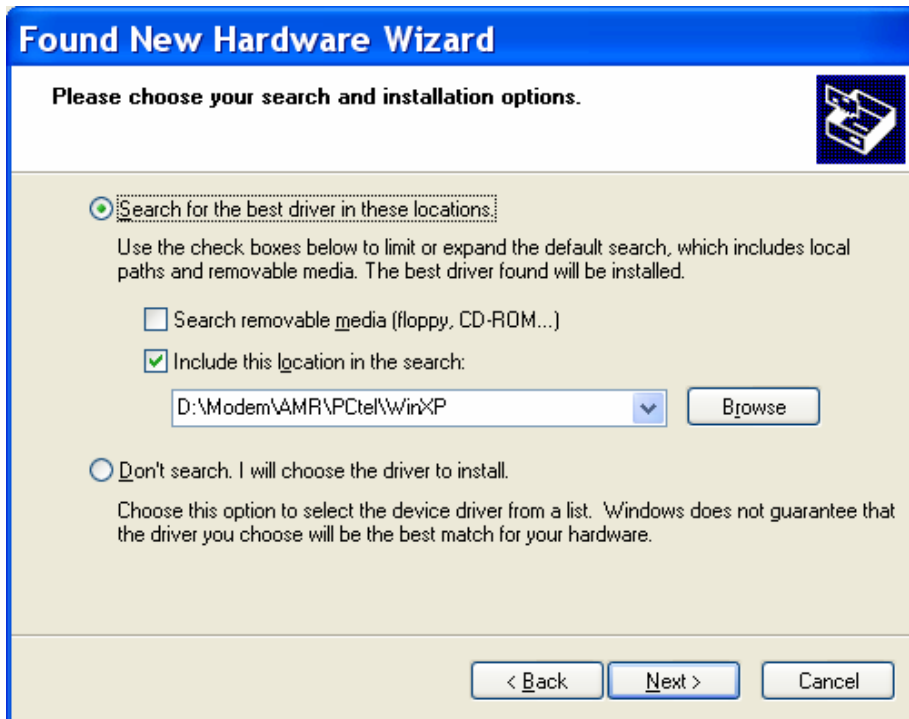 Found New Hardware Wizard
Please choose your search and installation options.
Search for the best driver in these locations.
Use the check boxes below to limit or expand the default search, which includes local
paths and removable media. The best driver found will be installed.
Search removable media (floppy, CD-ROM...)
Include this location in the search:
D:\Modem\AMR\PCtel\WinXP
Browse
Don't search. I will choose the driver to install.
Choose this option to select the device driver from a list.  Windows does not guarantee that
the driver you choose will be the best match for your hardware.
< Back
Next >
Cancel